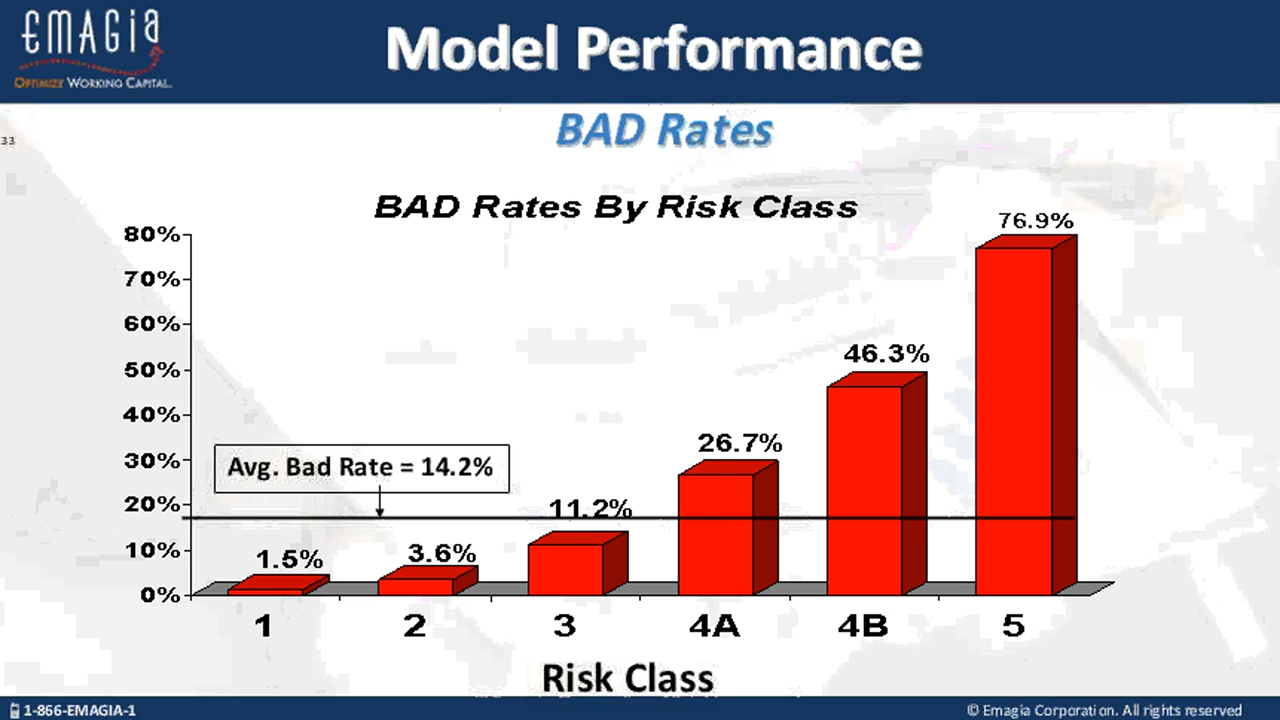 EMAGIA
OPTIMIZE WORKING CAPITAL.
Model Performance
BAD Rates
33
BAD Rates By Risk Class
80%
70%
60%
50%
40%
30%
20%
10%
0%
Avg. Bad Rate = 14.2%
1.5%
3.6%
11.2%
26.7%
46.3%
76.9%
1 2 3 4A 4B 5
Risk Class
1-866-EMAGIA-1
© Emagia Corporation. All rights reserved